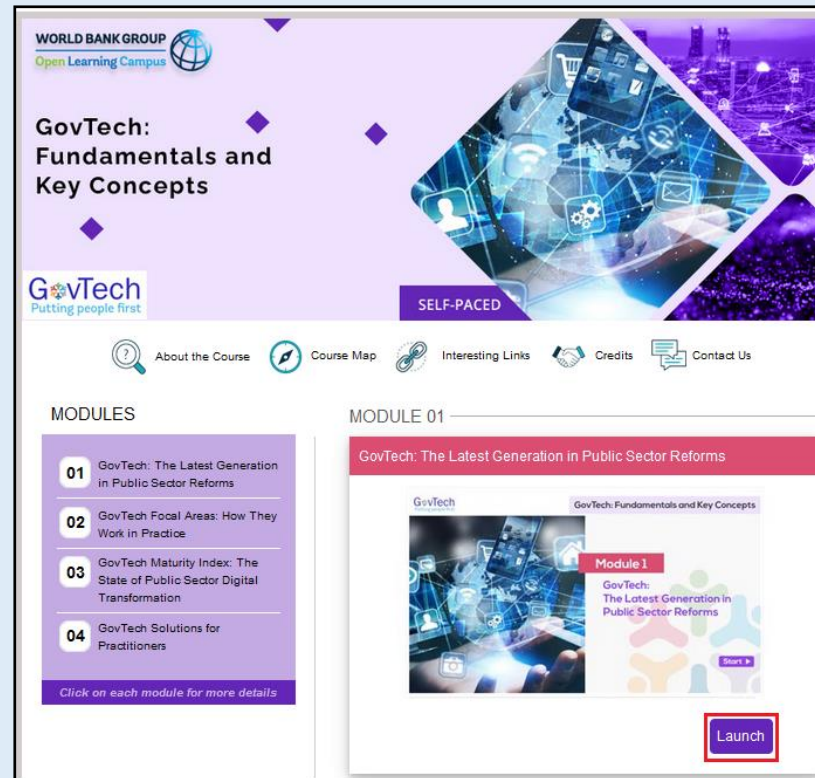 WORLD BANK GROUP
Open Learning Campus
GovTech:
Fundamentals and
Key Concepts
GovTech
Putting people first
SELF-PACED
About the Course
Course Map
Interesting Links
Credits
Contact Us
MODULES
01 GovTech: The Latest Generation
in Public Sector Reforms
02 GovTech Focal Areas: How They
Work in Practice
03 GovTech Maturity Index: The
State of Public Sector Digital
Transformation
04 GovTech Solutions for
Practitioners
Click on each module for more details
MODULE 01
GovTech: The Latest Generation in Public Sector Reforms
GovTech
Putting people first
GovTech: Fundamentals and Key Concepts
Module 1
GovTech:
The Latest Generation in
Public Sector Reforms
Start
Launch